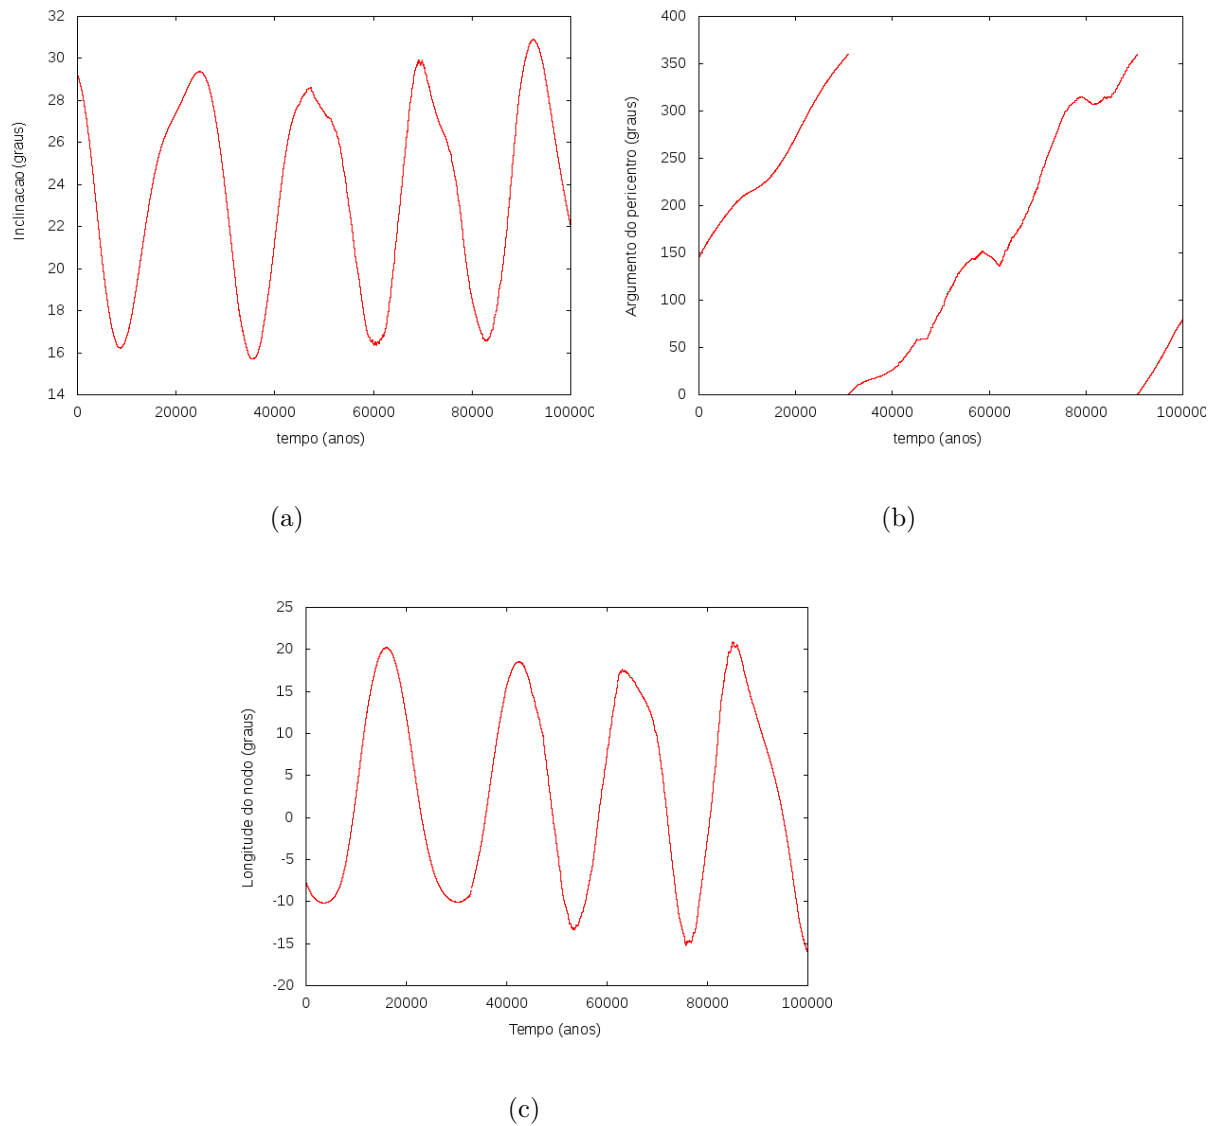 32
30
28
26
24
22
20
18
16
14
Inclinacao (graus)
0 20000 40000 60000 80000 100000
tempo (anos)
(a)
400
350
300
250
200
150
100
50
0
Argumento do pericentro (graus)
0 20000 40000 60000 80000 100000
tempo (anos)
(b)
25
20
15
10
5
0
-5
-10
-15
-20
Longitude do nodo (graus)
0 20000 40000 60000 80000 100000
Tempo (anos)
(c)